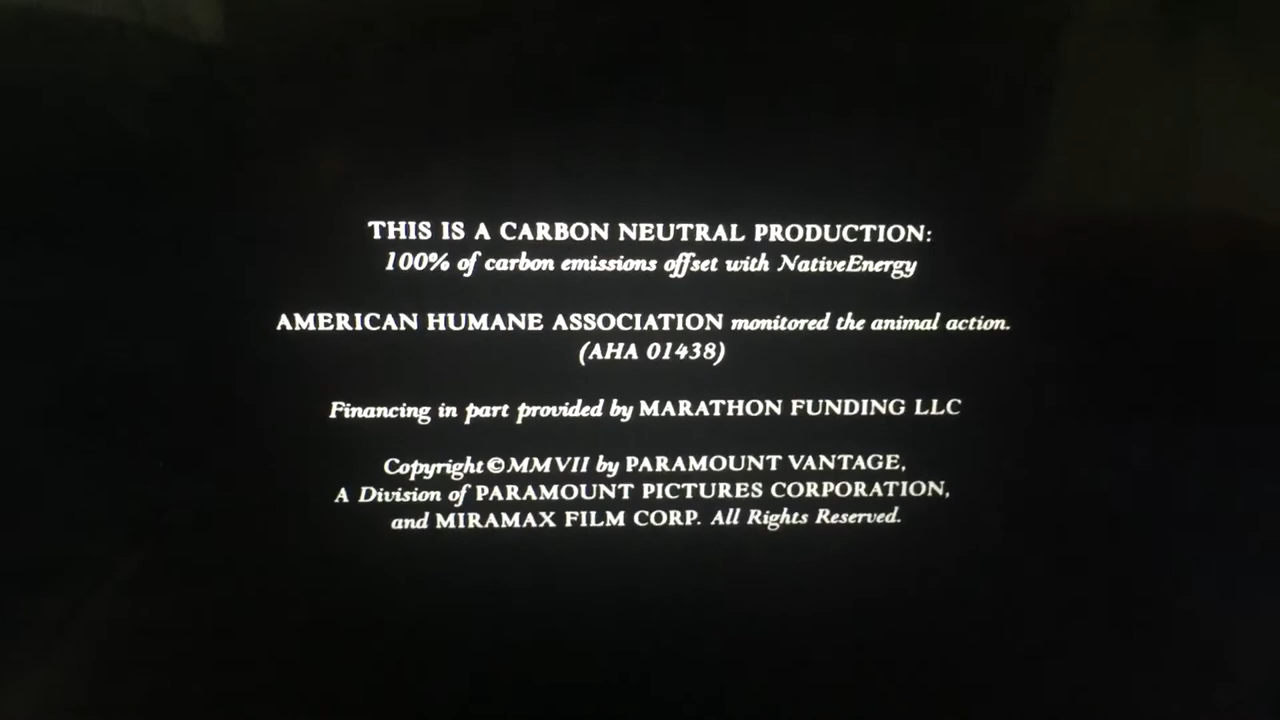 THIS IS A CARBON NEUTRAL PRODUCTION:
100% of carbon emissions offset with NativeEnergy
AMERICAN HUMANE ASSOCIATION monitored the animal action.
(AHA 01438)
Financing in part provided by MARATHON FUNDING LLC
Copyright ©MMVII by PARAMOUNT VANTAGE,
A Division of PARAMOUNT PICTURES CORPORATION,
and MIRAMAX FILM CORP. All Rights Reserved.